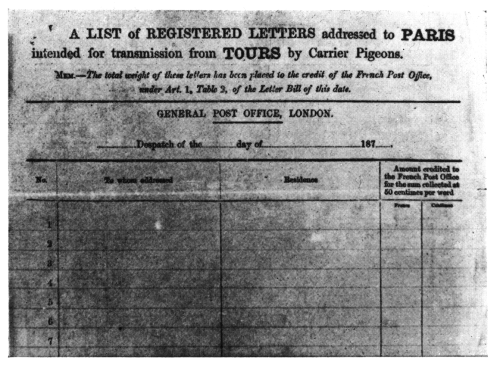 A LIST of REGISTERED LETTERS addressed to PARIS
intended for transmission from TOURS by Carrier Pigeons.
MEM.—The total weight of these letters has been placed to the credit of the French Post Office,
under Art. 1, Table 2, of the Letter Bill of this date.
GENERAL POST OFFICE, LONDON.
Despatch of the day of 187
No. To whom addressed Residence Amount credited to
the French Post Office
for the sum collected at
50 centimes per word
Francs Centimes
1
2
3
4
5
6
7